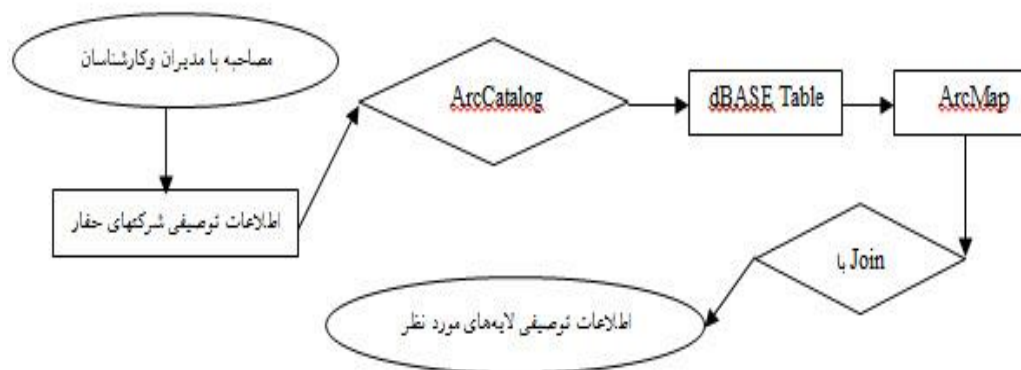 مصاحبه با مدیران وکارشناسان
اطلاعات توصیفی شرکتهای حفار
ArcCatalog
dBASE Table
ArcMap
Join با
اطلاعات توصیفی لایه‌های مورد نظر